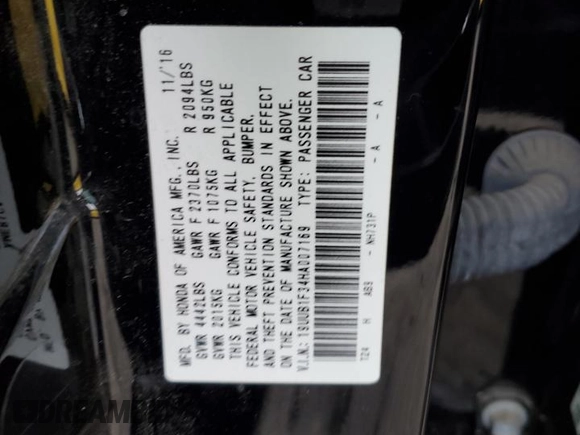 MFD. BY HONDA OF AMERICA MFG., INC. 11/'16
GVWR 4442LBS GAWR F 2370LBS R 2094LBS
GVWR 2015KG GAWR F 1075KG R 950KG
THIS VEHICLE CONFORMS TO ALL APPLICABLE
FEDERAL MOTOR VEHICLE SAFETY, BUMPER,
AND THEFT PREVENTION STANDARDS IN EFFECT
ON THE DATE OF MANUFACTURE SHOWN ABOVE.
V.I.N.: 19UUB1F34HA007169 TYPE: PASSENGER CAR
TZ4 H AB9 - NH731P - A - A